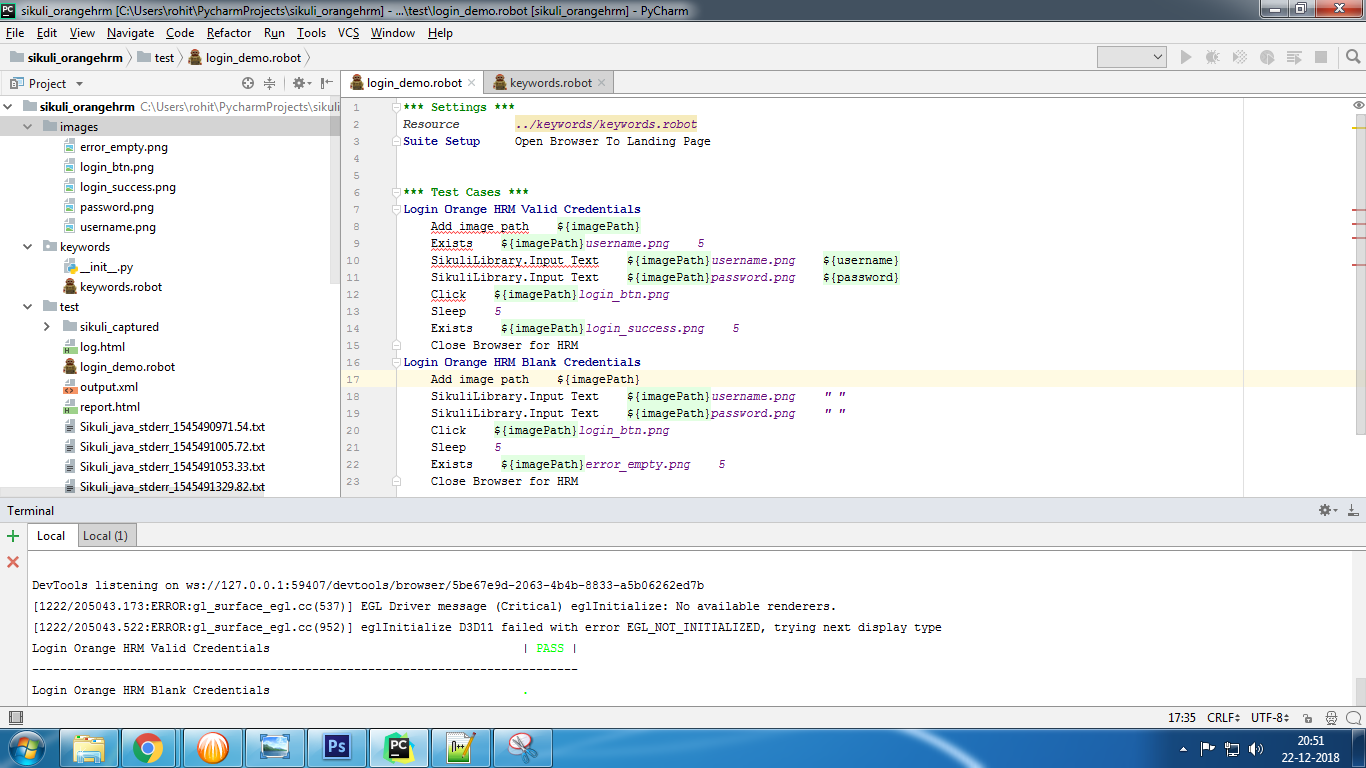 sikuli_orangehrm [C:\Users\rohit\PycharmProjects\sikuli_orangehrm] - ...\test\login_demo.robot [sikuli_orangehrm] - PyCharm
File Edit View Navigate Code Refactor Run Tools VCS Window Help
sikuli_orangehrm test login_demo.robot
Project
login_demo.robot keywords.robot
sikuli_orangehrm C:\Users\rohit\PycharmProjects\sikuli
images
error_empty.png
login_btn.png
login_success.png
password.png
username.png
keywords
__init__.py
keywords.robot
test
sikuli_captured
log.html
login_demo.robot
output.xml
report.html
Sikuli_java_stderr_1545490971.54.txt
Sikuli_java_stderr_1545491005.72.txt
Sikuli_java_stderr_1545491053.33.txt
Sikuli_java_stderr_1545491329.82.txt
1 *** Settings ***
2 Resource ../keywords/keywords.robot
3 Suite Setup Open Browser To Landing Page
4
5
6 *** Test Cases ***
7 Login Orange HRM Valid Credentials
8 Add image path ${imagePath}
9 Exists ${imagePath}username.png 5
10 SikuliLibrary.Input Text ${imagePath}username.png ${username}
11 SikuliLibrary.Input Text ${imagePath}password.png ${password}
12 Click ${imagePath}login_btn.png
13 Sleep 5
14 Exists ${imagePath}login_success.png 5
15 Close Browser for HRM
16 Login Orange HRM Blank Credentials
17 Add image path ${imagePath}
18 SikuliLibrary.Input Text ${imagePath}username.png " "
19 SikuliLibrary.Input Text ${imagePath}password.png " "
20 Click ${imagePath}login_btn.png
21 Sleep 5
22 Exists ${imagePath}error_empty.png 5
23 Close Browser for HRM
Terminal
Local Local (1)
DevTools listening on ws://127.0.0.1:59407/devtools/browser/5be67e9d-2063-4b4b-8833-a5b06262ed7b
[1222/205043.173:ERROR:gl_surface_egl.cc(537)] EGL Driver message (Critical) eglInitialize: No available renderers.
[1222/205043.522:ERROR:gl_surface_egl.cc(952)] eglInitialize D3D11 failed with error EGL_NOT_INITIALIZED, trying next display type
Login Orange HRM Valid Credentials | PASS |
------------------------------------------------------------------------------
Login Orange HRM Blank Credentials .
17:35 CRLF UTF-8
Ps PC
20:51
22-12-2018